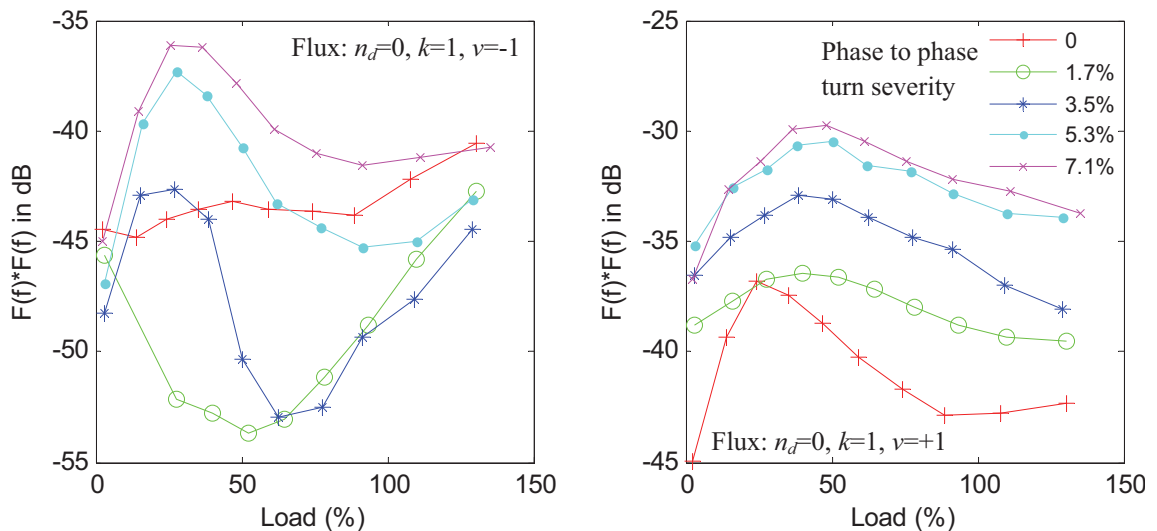 -35
-40
-45
-50
-55
0
50
100
150
F(f)*F(f) in dB
Load (%)
Flux: n_d=0, k=1, v=-1
-25
-30
-35
-40
-45
0
50
100
150
F(f)*F(f) in dB
Load (%)
Phase to phase
turn severity
0
1.7%
3.5%
5.3%
7.1%
Flux: n_d=0, k=1, v=+1